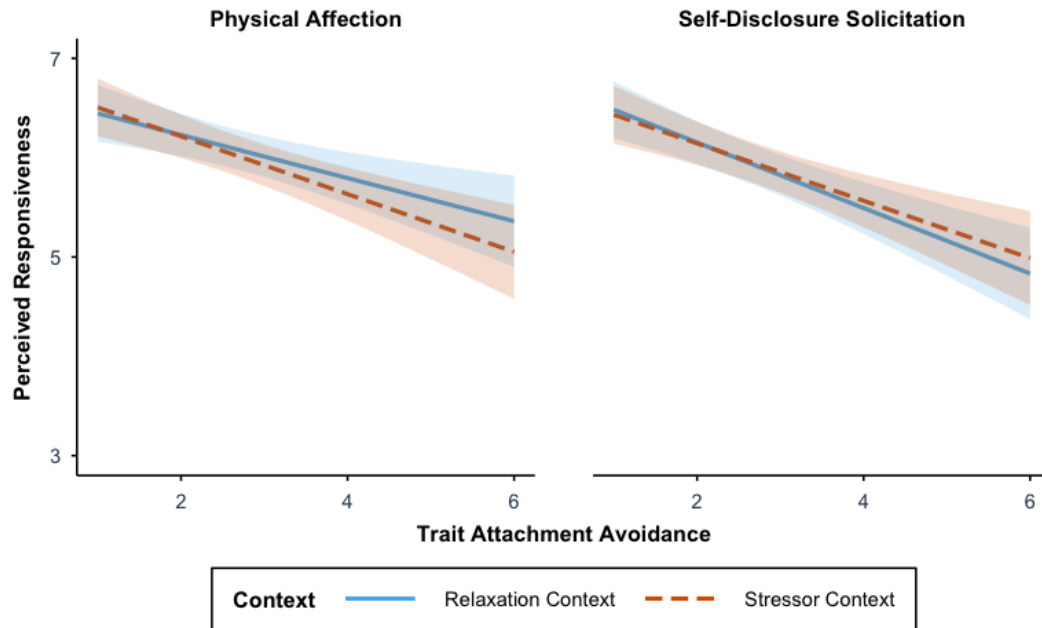 Physical Affection
Self-Disclosure Solicitation
7
5
3
Perceived Responsiveness
2
4
6
2
4
6
Trait Attachment Avoidance
Context
Relaxation Context
Stressor Context